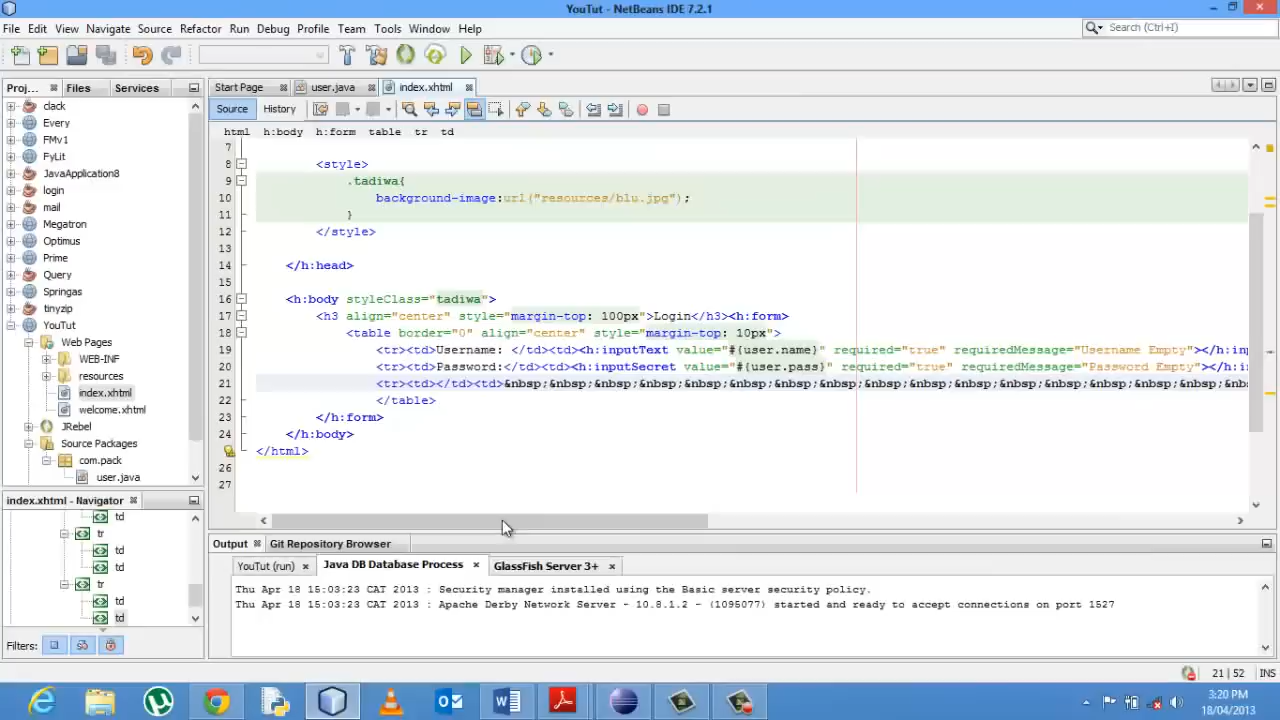 YouTut - NetBeans IDE 7.2.1
File Edit View Navigate Source Refactor Run Debug Profile Team Tools Window Help
Search (Ctrl+I)
Proj... Files Services
Start Page user.java index.xhtml
Source History
html h:body h:form table tr td
clack
Every
FMv1
FyLit
JavaApplication8
login
mail
Megatron
Optimus
Prime
Query
Springas
tinyzip
YouTut
Web Pages
WEB-INF
resources
index.xhtml
welcome.xhtml
JRebel
Source Packages
com.pack
user.java
7
8 <style>
9 .tadiwa{
10 background-image:url("resources/blu.jpg");
11 }
12 </style>
13
14 </h:head>
15
16 <h:body styleClass="tadiwa">
17 <h3 align="center" style="margin-top: 100px">Login</h3><h:form>
18 <table border="0" align="center" style="margin-top: 10px">
19 <tr><td>Username: </td><td><h:inputText value="#{user.name}" required="true" requiredMessage="Username Empty"></h:inp
20 <tr><td>Password:</td><td><h:inputSecret value="#{user.pass}" required="true" requiredMessage="Password Empty"></h:i
21 <tr><td></td><td>&nbsp;&nbsp;&nbsp;&nbsp;&nbsp;&nbsp;&nbsp;&nbsp;&nbsp;&nbsp;&nbsp;&nbsp;&nbsp;&nbsp;&nbsp;&nbsp;&nb
22 </table>
23 </h:form>
24 </h:body>
</html>
26
27
index.xhtml - Navigator
td
tr
td
td
tr
td
td
Filters:
Output Git Repository Browser
YouTut (run) Java DB Database Process GlassFish Server 3+
Thu Apr 18 15:03:23 CAT 2013 : Security manager installed using the Basic server security policy.
Thu Apr 18 15:03:23 CAT 2013 : Apache Derby Network Server - 10.8.1.2 - (1095077) started and ready to accept connections on port 1527
21 | 52 INS
3:20 PM
18/04/2013